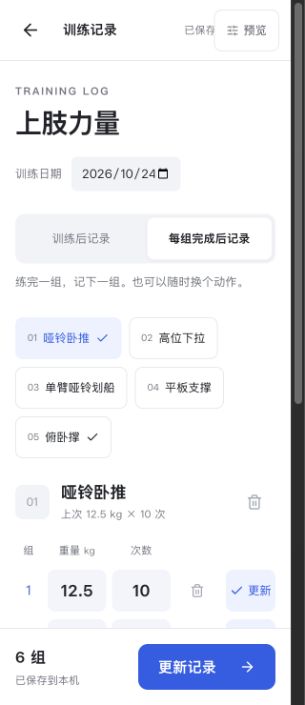 训练记录
已保存
预览
TRAINING LOG
上肢力量
训练日期 2026/10/24
训练后记录 每组完成后记录
练完一组，记下一组。也可以随时换个动作。
01 哑铃卧推
02 高位下拉
03 单臂哑铃划船
04 平板支撑
05 俯卧撑
01 哑铃卧推
上次 12.5 kg × 10 次
组 重量 kg 次数
1 12.5 10 更新
6 组
已保存到本机
更新记录